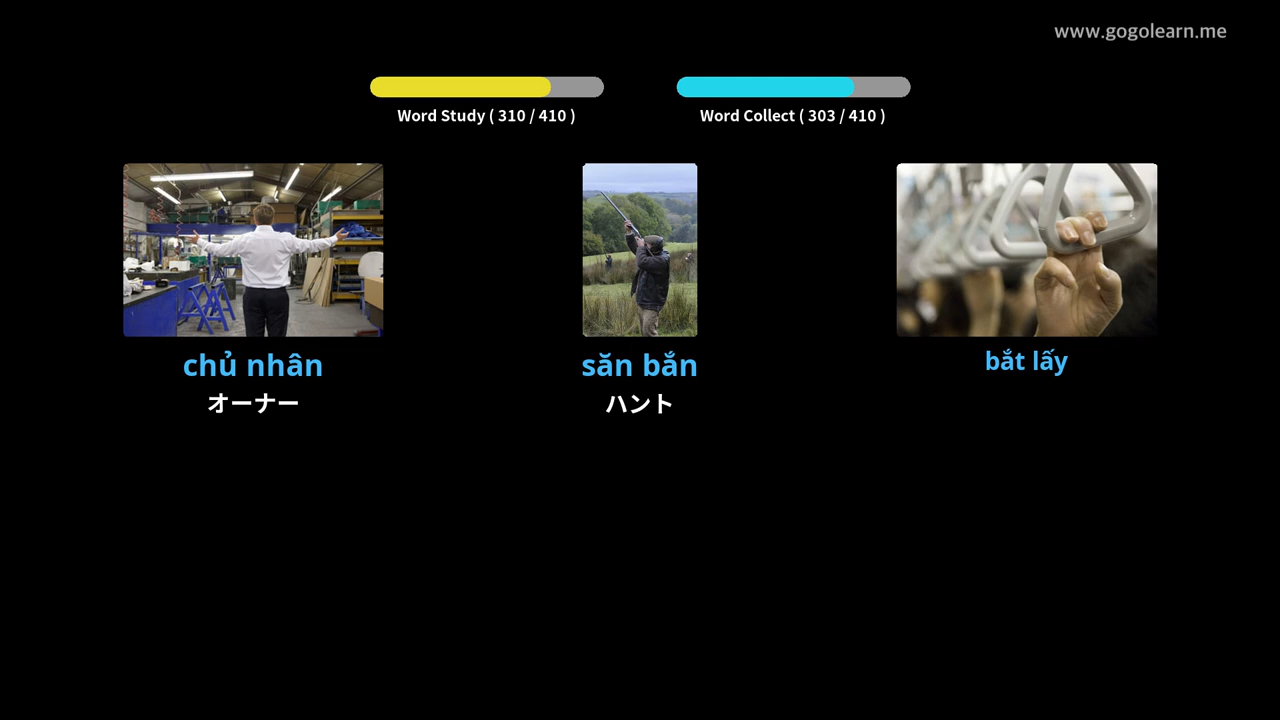 www.gogolearn.me
Word Study ( 310 / 410 )
Word Collect ( 303 / 410 )
chủ nhân
オーナー
săn bắn
ハント
bắt lấy